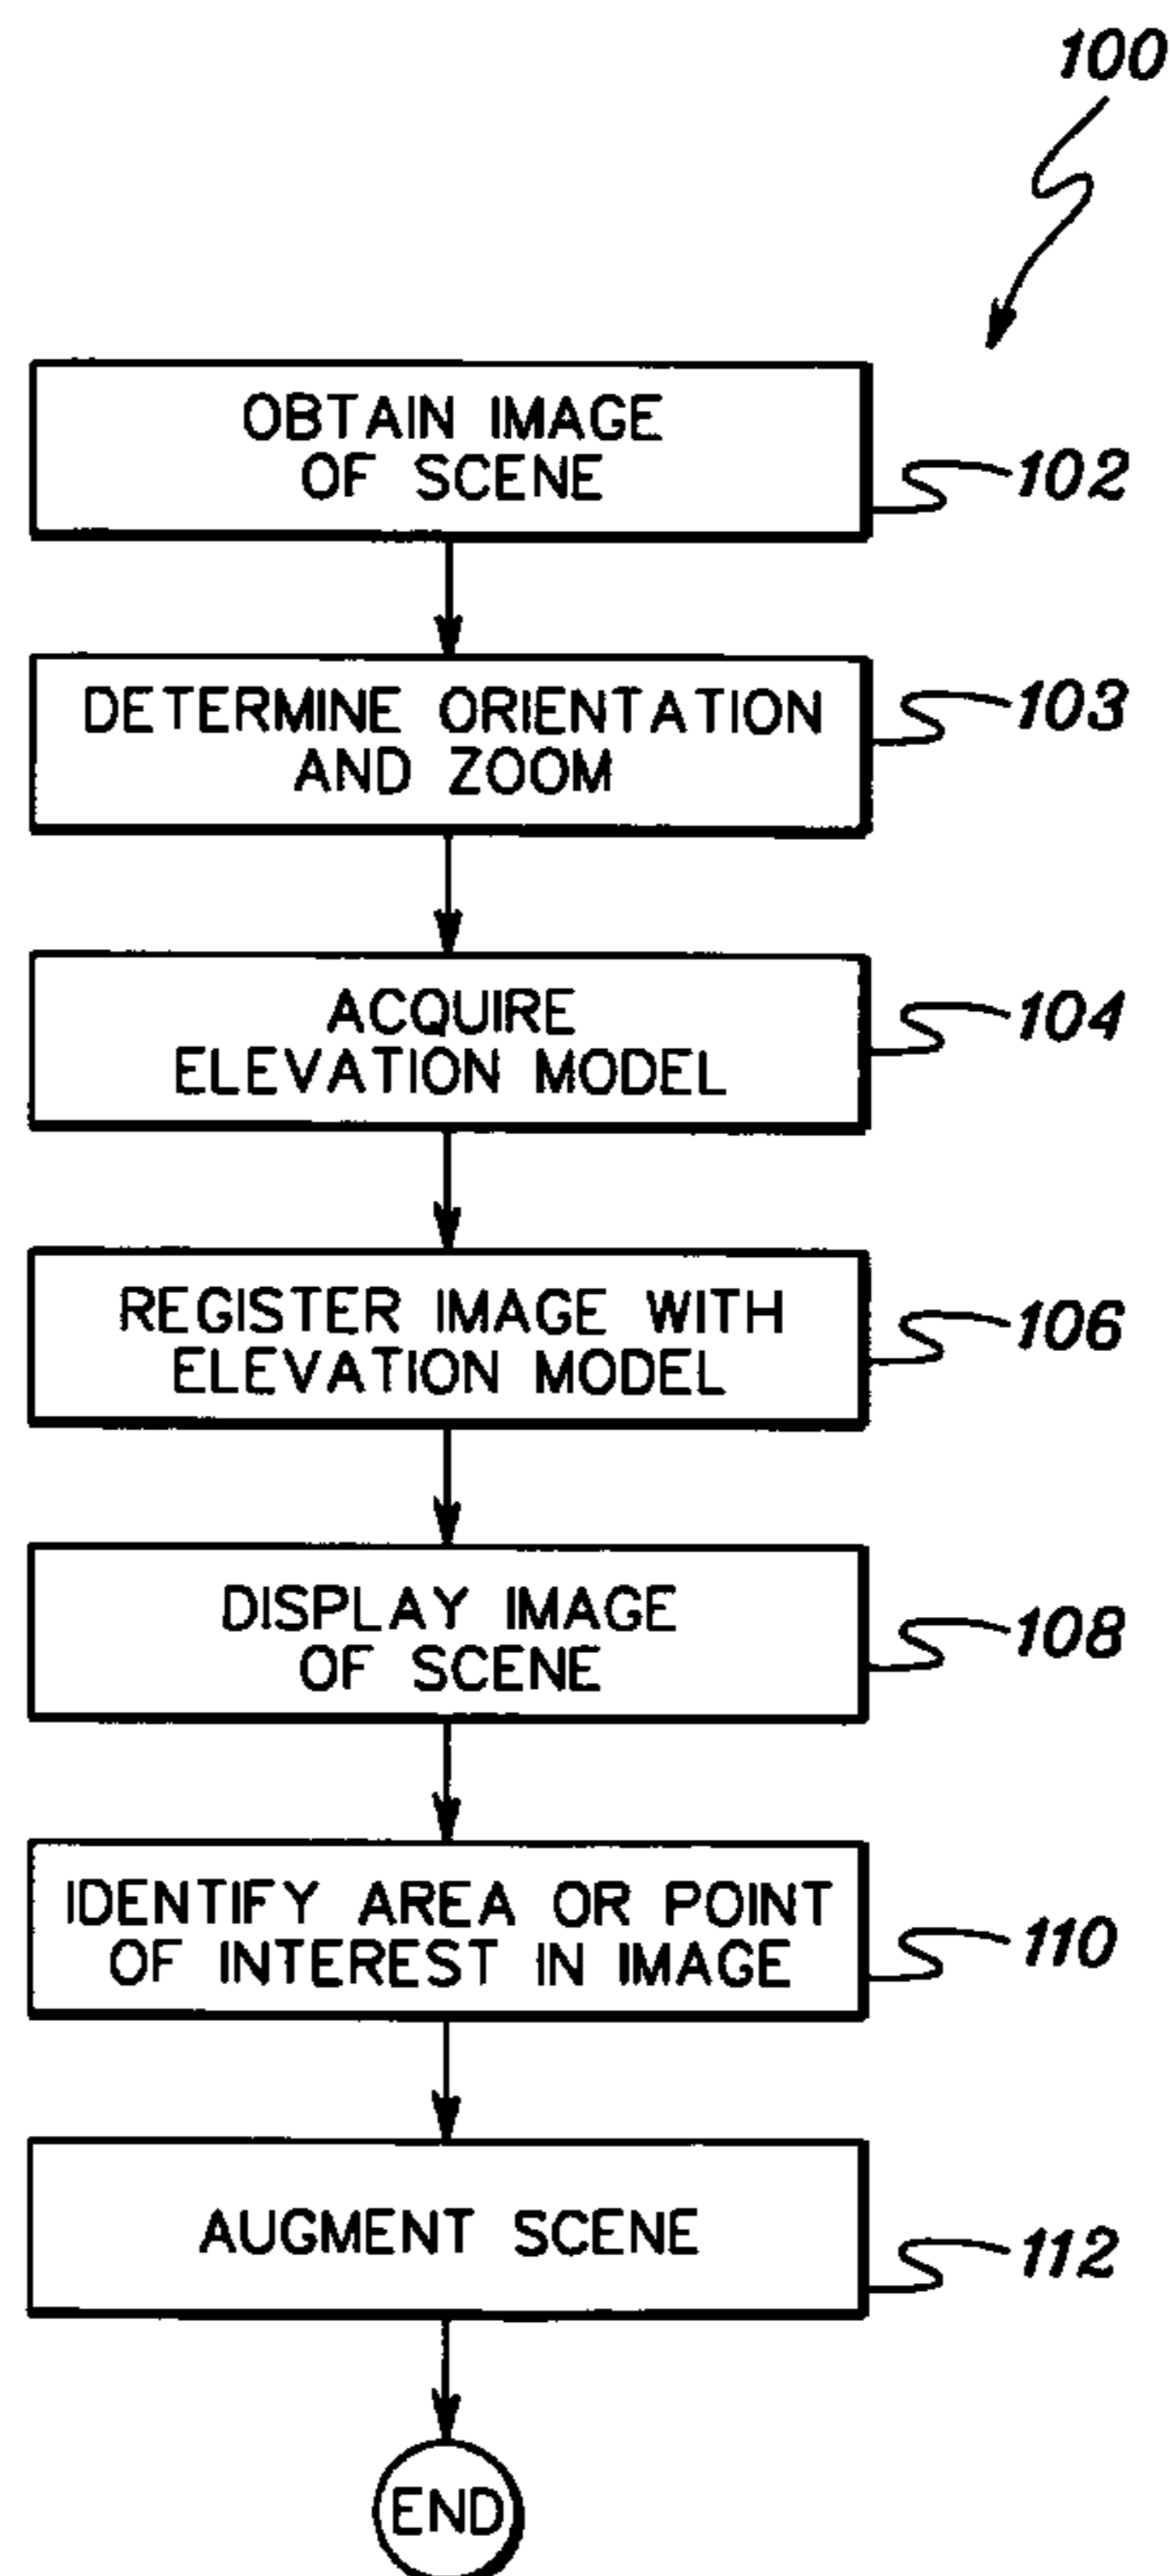 100
OBTAIN IMAGE
OF SCENE
102
DETERMINE ORIENTATION
AND ZOOM
103
ACQUIRE
ELEVATION MODEL
104
REGISTER IMAGE WITH
ELEVATION MODEL
106
DISPLAY IMAGE
OF SCENE
108
IDENTIFY AREA OR POINT
OF INTEREST IN IMAGE
110
AUGMENT SCENE
112
END